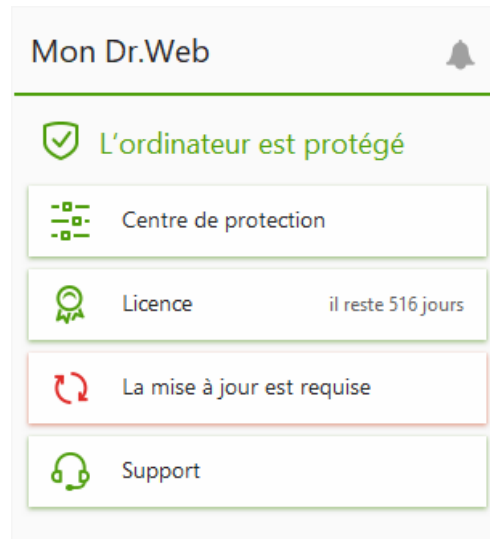 Mon Dr.Web
L'ordinateur est protégé
Centre de protection
Licence il reste 516 jours
La mise à jour est requise
Support